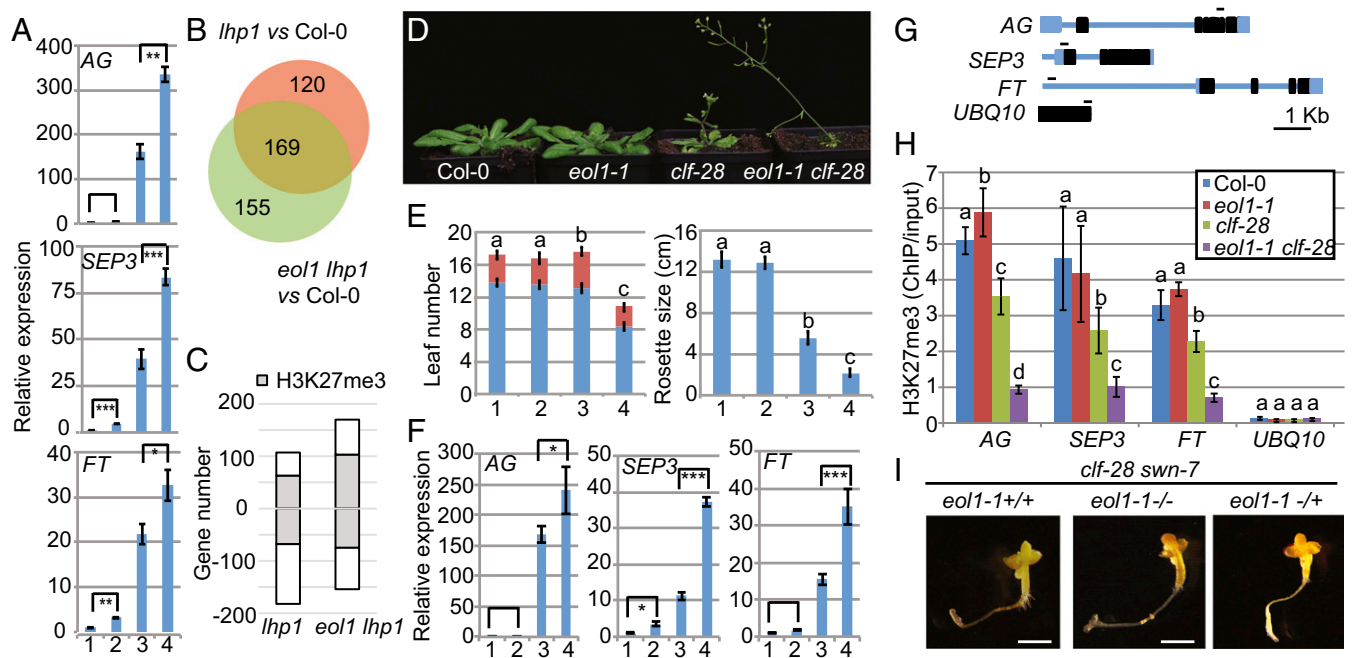 A
400
300
200
100
0
AG
**
Relative expression
100
75
50
25
0
SEP3
***
***
40
30
20
10
0
FT
**
*
1 2 3 4
B
lhp1 vs Col-0
120
169
155
eol1 lhp1
vs Col-0
C
H3K27me3
Gene number
200
100
0
-100
-200
lhp1 eol1 lhp1
D
Col-0 eol1-1 clf-28 eol1-1 clf-28
E
Leaf number
20
16
12
8
4
0
a a b c
1 2 3 4
Rosette size (cm)
16
12
8
4
0
a a b c
1 2 3 4
F
Relative expression
300
250
200
150
100
50
0
AG
*
1 2 3 4
50
40
30
20
10
0
SEP3
*
***
1 2 3 4
50
40
30
20
10
0
FT
***
1 2 3 4
G
AG
SEP3
FT
UBQ10
1 Kb
H
H3K27me3 (ChIP/input)
7
6
5
4
3
2
1
0
Col-0
eol1-1
clf-28
eol1-1 clf-28
a b c d
a a b c
a a b c
a a a a
AG SEP3 FT UBQ10
I
clf-28 swn-7
eol1-1+/+ eol1-1-/- eol1-1 -/+